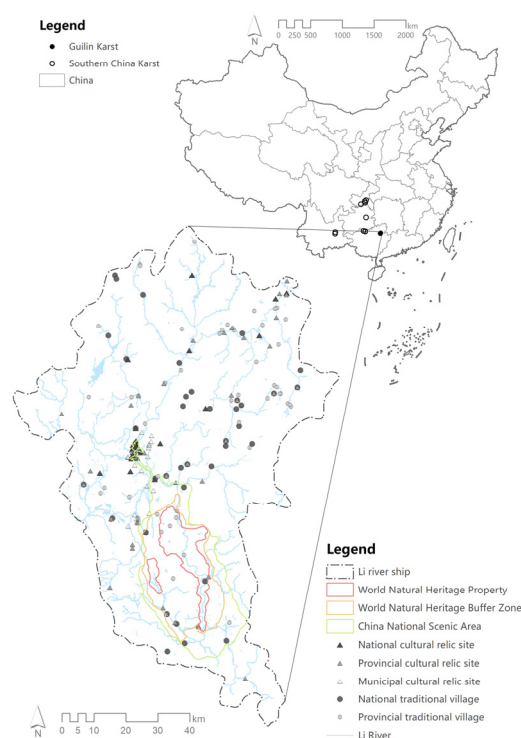 Legend
Guilin Karst
Southern China Karst
China
N
km
0 250 500 1000 1500 2000
Legend
Li river ship
World Natural Heritage Property
World Natural Heritage Buffer Zone
China National Scenic Area
National cultural relic site
Provincial cultural relic site
Municipal cultural relic site
National traditional village
Provincial traditional village
Li River
N
km
0 5 10 20 30 40